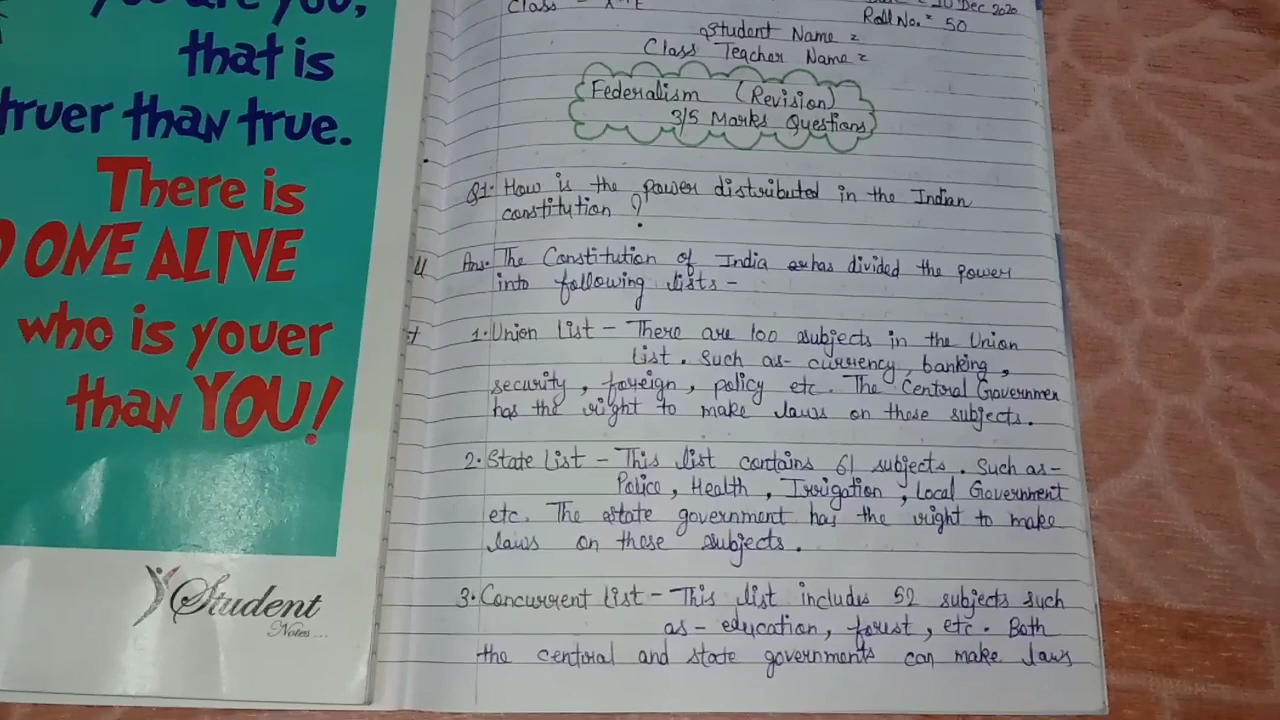 you are you,
that is
truer than true.
There is
ONE ALIVE
who is youer
than YOU!
Student
Notes...
Class -
Dec 2020
Roll No. = 50
Student Name =
Class Teacher Name =
Federalism (Revision)
3/5 Marks Questions
Q1. How is the power distributed in the Indian
constitution ?
Ans. The Constitution of India has divided the power
into following lists -
1. Union List - There are 100 subjects in the Union
List. Such as - currency, banking,
security, foreign, policy etc. The Central Governmen
has the right to make laws on these subjects.
2. State List - This list contains 61 subjects. Such as -
Police, Health, Irrigation, Local Government
etc. The state government has the right to make
laws on these subjects.
3. Concurrent List - This list includes 52 subjects such
as - education, forest, etc. Both
the central and state governments can make laws